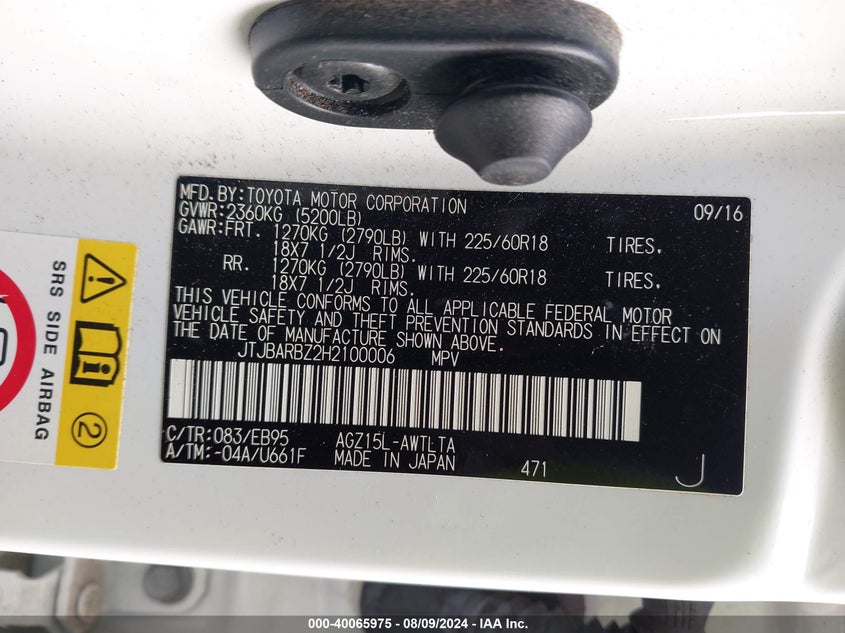 MFD.BY:TOYOTA MOTOR CORPORATION 09/16
GVWR:2360KG (5200LB)
GAWR:FRT. 1270KG (2790LB) WITH 225/60R18 TIRES.
18X7 1/2J RIMS.
RR. 1270KG (2790LB) WITH 225/60R18 TIRES.
18X7 1/2J RIMS.
THIS VEHICLE CONFORMS TO ALL APPLICABLE FEDERAL MOTOR
VEHICLE SAFETY AND THEFT PREVENTION STANDARDS IN EFFECT ON
THE DATE OF MANUFACTURE SHOWN ABOVE.
JTJBARBZ2H2100006 MPV
C/TR:083/EB95 AGZ15L-AWTLTA
A/TM:-04A/U661F MADE IN JAPAN 471 J
SRS SIDE AIRBAG
2
000-40065975 - 08/09/2024 - IAA Inc.